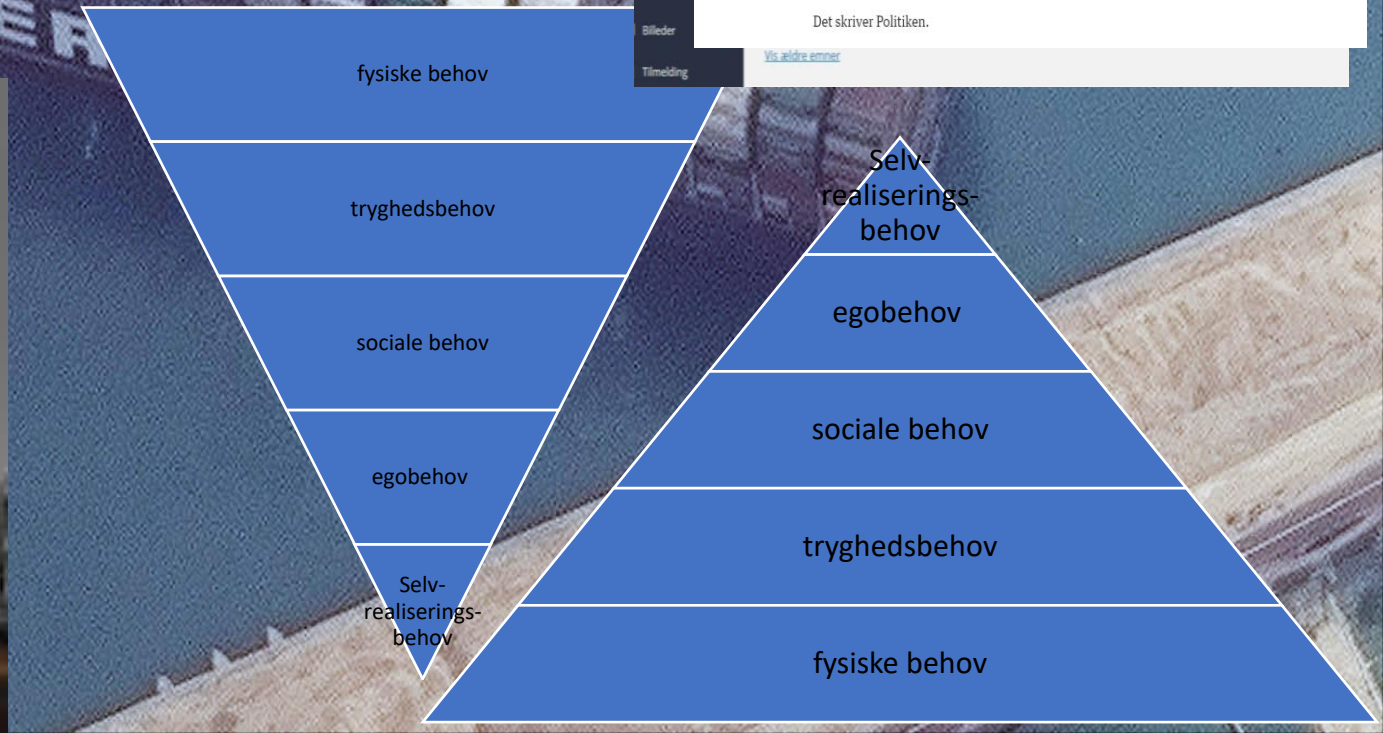 Billeder
Tilmelding
Det skriver Politiken.
Vis ældre emner
fysiske behov
tryghedsbehov
sociale behov
egobehov
Selv-
realiserings-
behov
Selv-
realiserings-
behov
egobehov
sociale behov
tryghedsbehov
fysiske behov